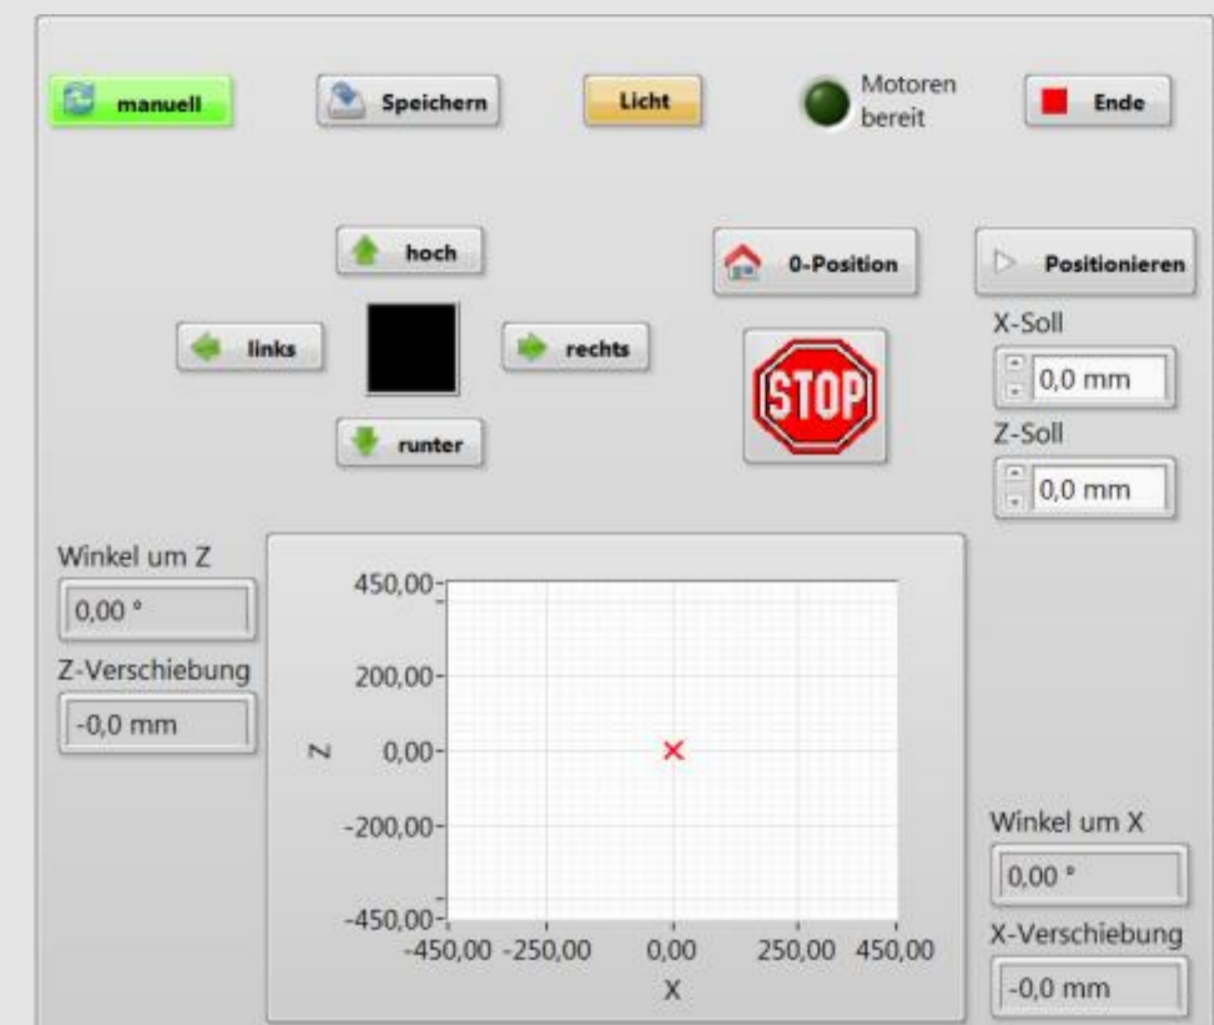 manuell
Speichern
Licht
Motoren
bereit
Ende
hoch
0-Position
Positionieren
links
rechts
STOP
X-Soll
0,0 mm
runter
Z-Soll
0,0 mm
Winkel um Z
0,00 °
Z-Verschiebung
-0,0 mm
450,00
200,00
Z
0,00
-200,00
-450,00
-450,00 -250,00 0,00 250,00 450,00
X
Winkel um X
0,00 °
X-Verschiebung
-0,0 mm